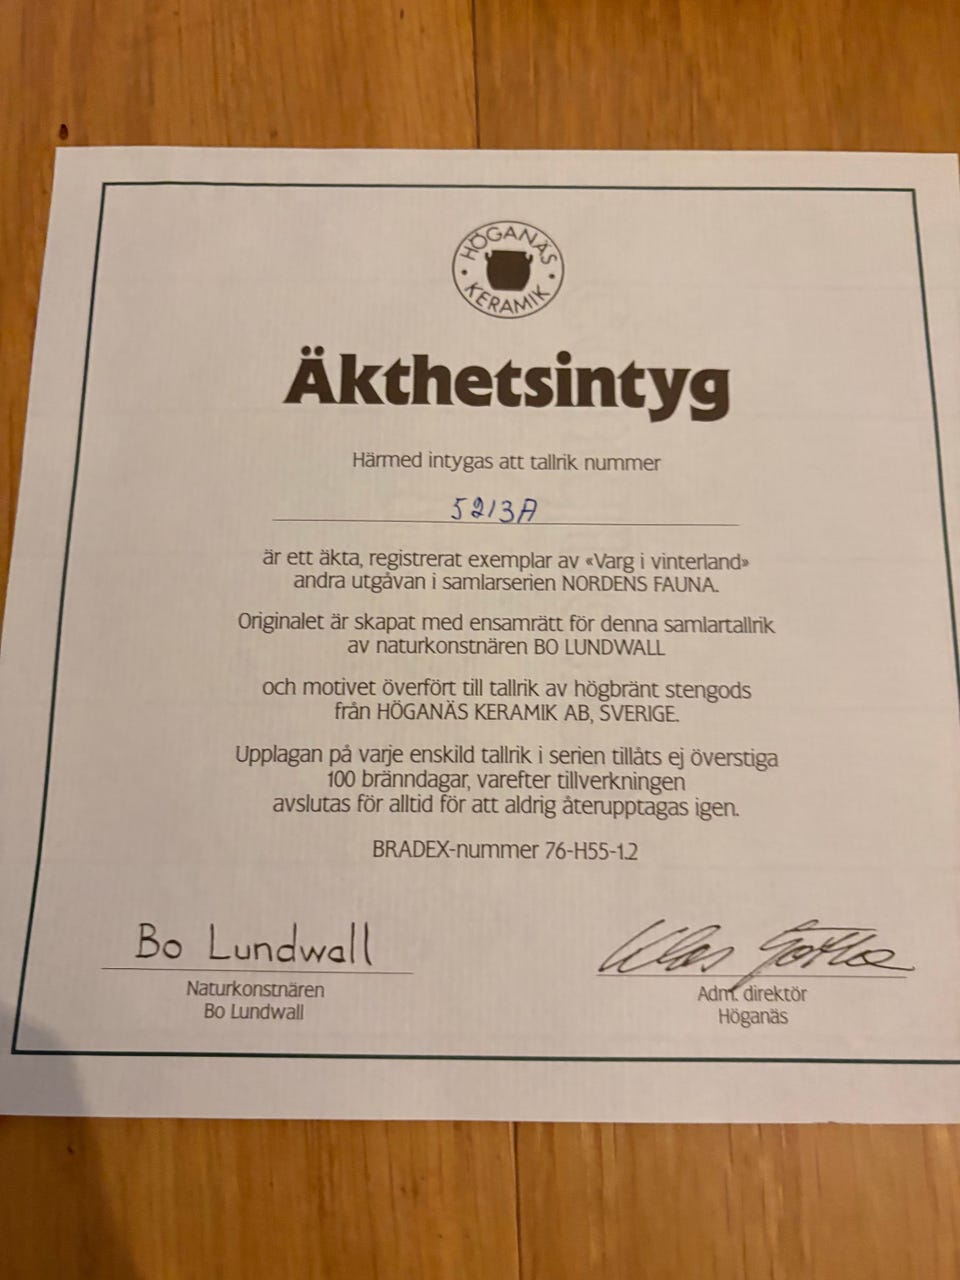 HÖGANÄS
KERAMIK
Äkthetsintyg
Härmed intygas att tallrik nummer
5213A
är ett äkta, registrerat exemplar av «Varg i vinterland»
andra utgåvan i samlarserien NORDENS FAUNA.
Originalet är skapat med ensamrätt för denna samlartallrik
av naturkonstnären BO LUNDWALL
och motivet överfört till tallrik av högbränt stengods
från HÖGANÄS KERAMIK AB, SVERIGE.
Upplagan på varje enskild tallrik i serien tillåts ej överstiga
100 bränndagar, varefter tillverkningen
avslutas för alltid för att aldrig återupptagas igen.
BRADEX-nummer 76-H55-1.2
Bo Lundwall
Naturkonstnären
Bo Lundwall
Adm. direktör
Höganäs